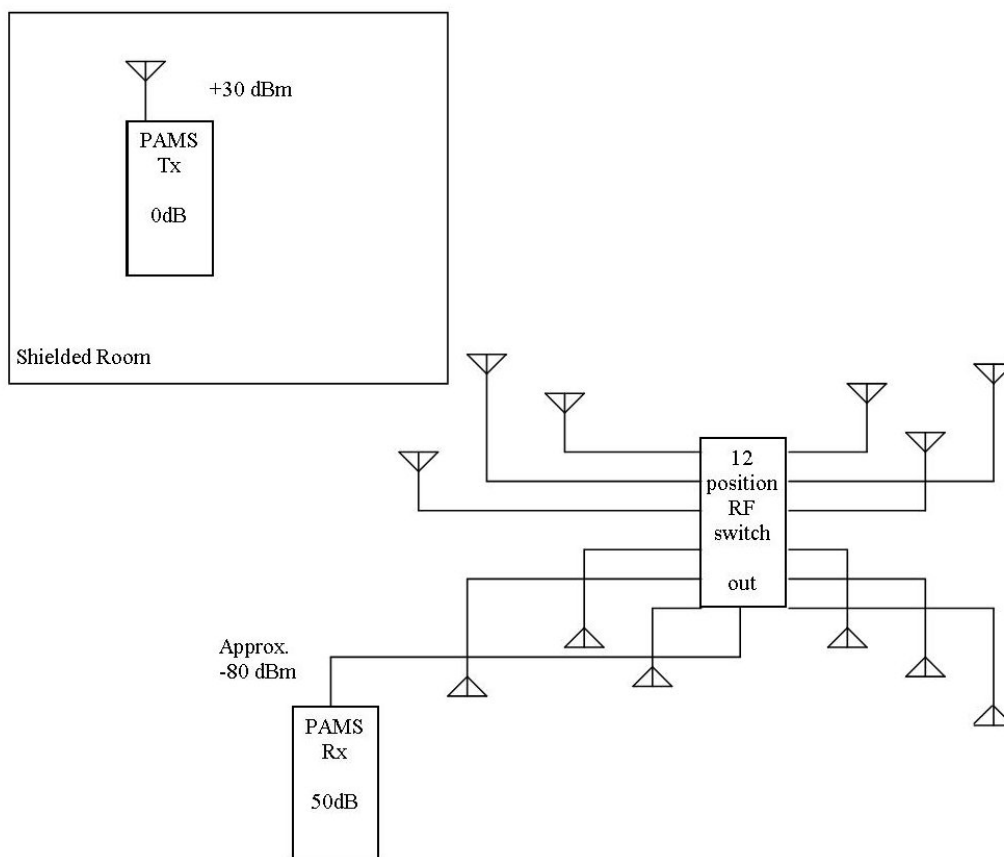 +30 dBm
PAMS
Tx
0dB
Shielded Room
12
position
RF
switch
out
Approx.
-80 dBm
PAMS
Rx
50dB